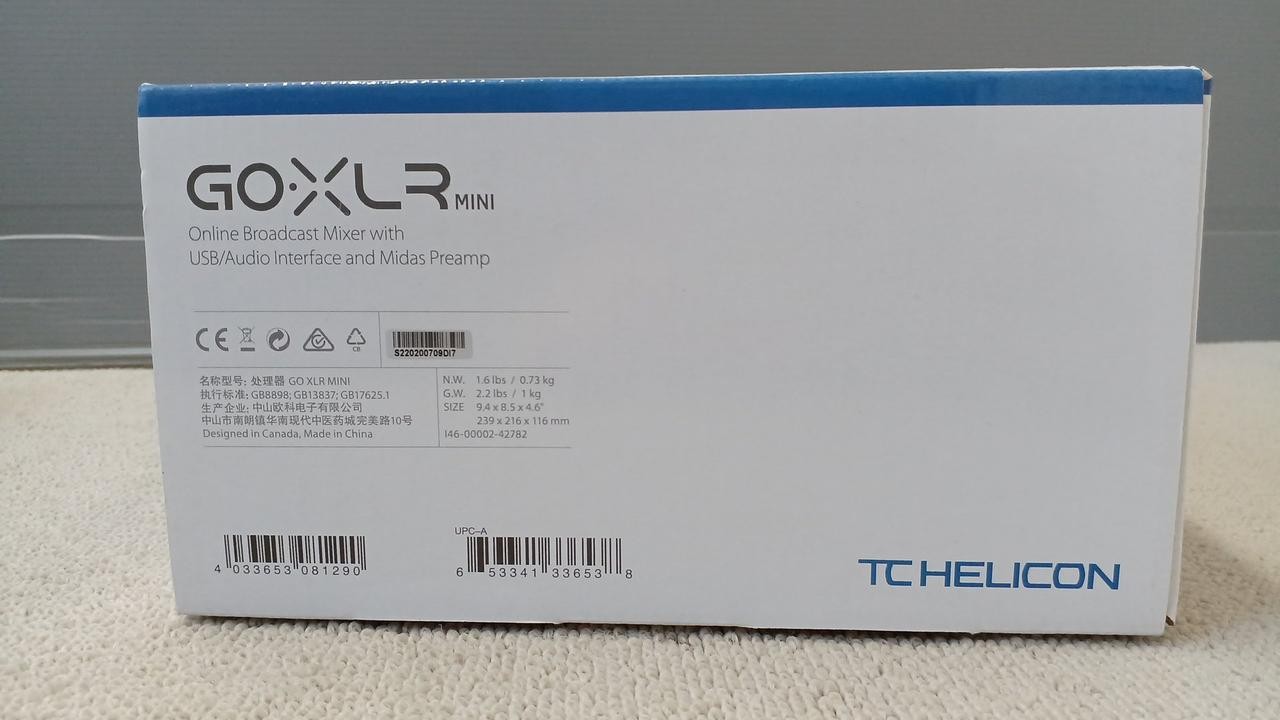 GO·XLR MINI
Online Broadcast Mixer with
USB/Audio Interface and Midas Preamp
CE
CB
S220200709DI7
名称型号: 处理器 GO XLR MINI
执行标准: GB8898; GB13837; GB17625.1
生产企业: 中山欧科电子有限公司
中山市南朗镇华南现代中医药城完美路10号
Designed in Canada, Made in China
N.W. 1.6 lbs / 0.73 kg
G.W. 2.2 lbs / 1 kg
SIZE 9.4 x 8.5 x 4.6"
239 x 216 x 116 mm
I46-00002-42782
4 033653 081290
UPC-A
6 53341 33653 8
TC HELICON